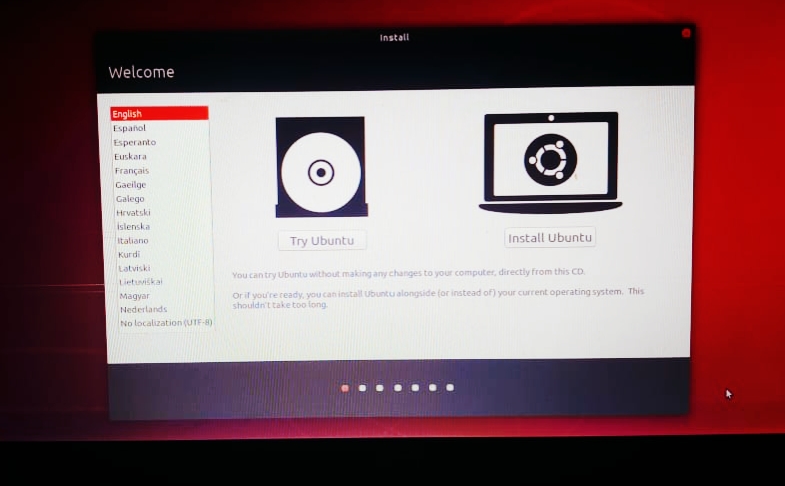 Install
Welcome
English
Español
Esperanto
Euskara
Français
Gaeilge
Galego
Hrvatski
Íslenska
Italiano
Kurdî
Latviski
Lietuviškai
Magyar
Nederlands
No localization (UTF-8)
Try Ubuntu
Install Ubuntu
You can try Ubuntu without making any changes to your computer, directly from this CD.
Or if you're ready, you can install Ubuntu alongside (or instead of) your current operating system. This
shouldn't take too long.